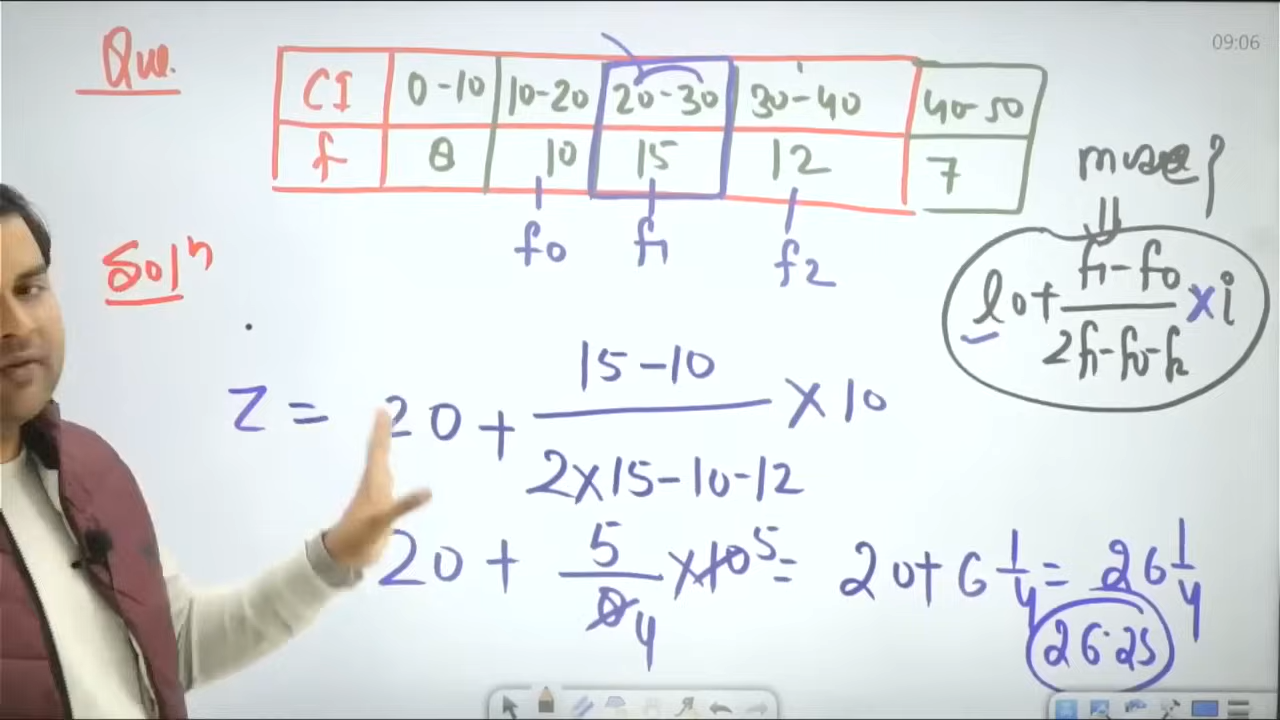 09:06
Que.
CI 0-10 10-20 20-30 30-40 40-50
f 8 10 15 12 7
f0 f1 f2
mode
Solⁿ
l0+ f1-f0 / 2f1-f0-f2 × i
Z = 20 + 15-10 / 2×15-10-12 × 10
20 + 5 / 8 4 × 10 5 = 20+6 1/4 = 26 1/4
26.25